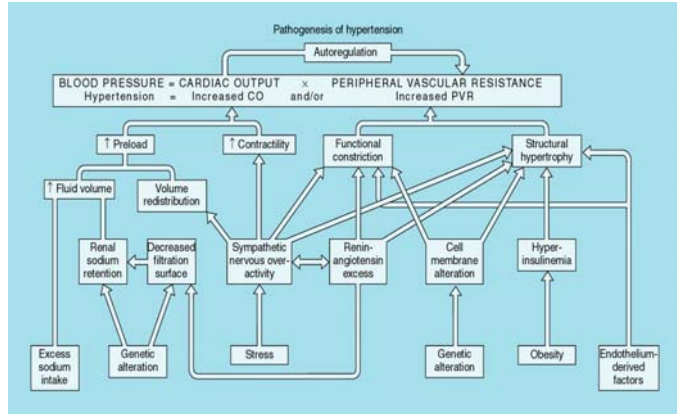 Pathogenesis of hypertension
Autoregulation
BLOOD PRESSURE = CARDIAC OUTPUT x PERIPHERAL VASCULAR RESISTANCE
Hypertension = Increased CO and/or Increased PVR
↑ Preload
↑ Contractility
Functional
constriction
Structural
hypertrophy
↑ Fluid volume
Volume
redistribution
Renal
sodium
retention
Decreased
filtration
surface
Sympathetic
nervous over-
activity
Renin-
angiotensin
excess
Cell
membrane
alteration
Hyper-
insulinemia
Excess
sodium
intake
Genetic
alteration
Stress
Genetic
alteration
Obesity
Endothelium-
derived
factors